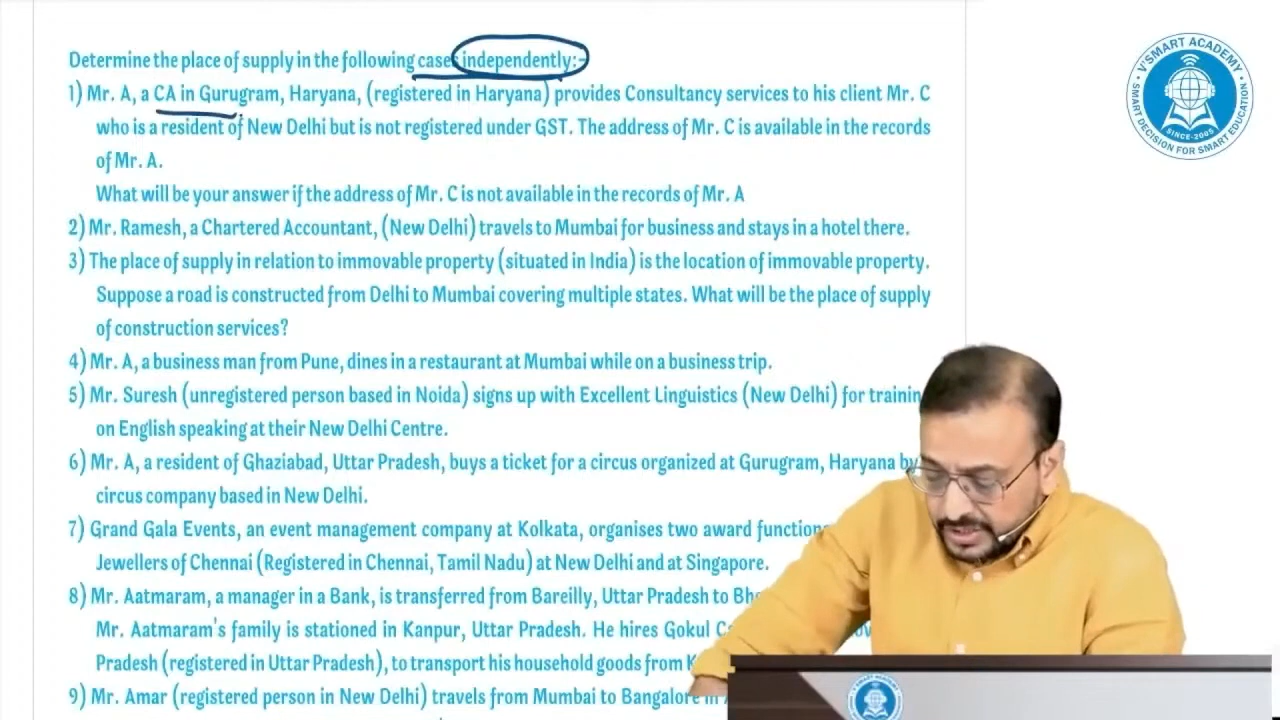 Determine the place of supply in the following cases independently:-
1) Mr. A, a CA in Gurugram, Haryana, (registered in Haryana) provides Consultancy services to his client Mr. C
who is a resident of New Delhi but is not registered under GST. The address of Mr. C is available in the records
of Mr. A.
What will be your answer if the address of Mr. C is not available in the records of Mr. A
2) Mr. Ramesh, a Chartered Accountant, (New Delhi) travels to Mumbai for business and stays in a hotel there.
3) The place of supply in relation to immovable property (situated in India) is the location of immovable property.
Suppose a road is constructed from Delhi to Mumbai covering multiple states. What will be the place of supply
of construction services?
4) Mr. A, a business man from Pune, dines in a restaurant at Mumbai while on a business trip.
5) Mr. Suresh (unregistered person based in Noida) signs up with Excellent Linguistics (New Delhi) for
on English speaking at their New Delhi Centre.
6) Mr. A, a resident of Ghaziabad, Uttar Pradesh, buys a ticket for a circus organized at Gurugram, Haryana by
circus company based in New Delhi.
7) Grand Gala Events, an event management company at Kolkata, organises two award
Jewellers of Chennai (Registered in Chennai, Tamil Nadu) at New Delhi and at Singapore.
8) Mr. Aatmaram, a manager in a Bank, is transferred from Bareilly, Uttar Pradesh to
Mr. Aatmaram's family is stationed in Kanpur, Uttar Pradesh. He hires Gokul
Pradesh (registered in Uttar Pradesh), to transport his household goods from
9) Mr. Amar (registered person in New Delhi) travels from Mumbai to Bangalore in
V'SMART ACADEMY
SINCE-2005
SMART DECISION FOR SMART EDUCATION